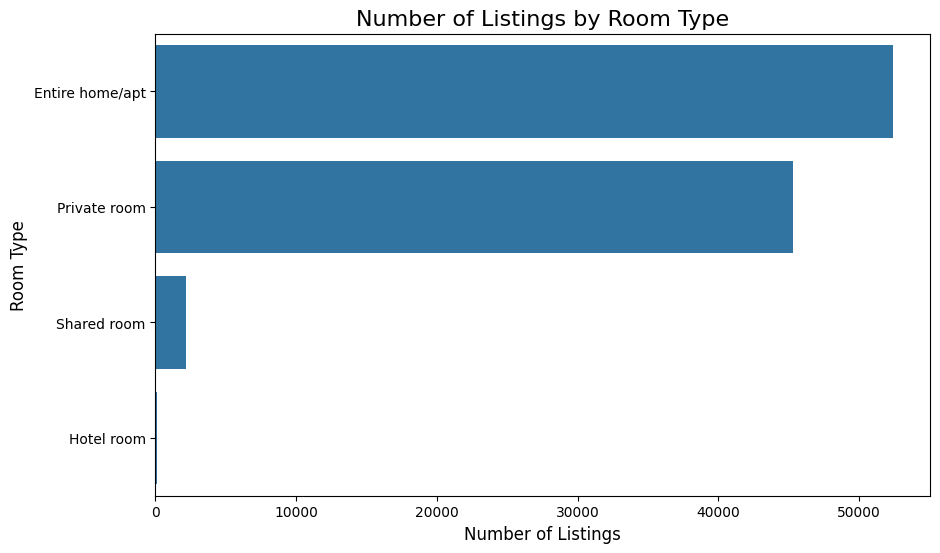 Number of Listings by Room Type
Room Type
Entire home/apt
Private room
Shared room
Hotel room
0 10000 20000 30000 40000 50000
Number of Listings